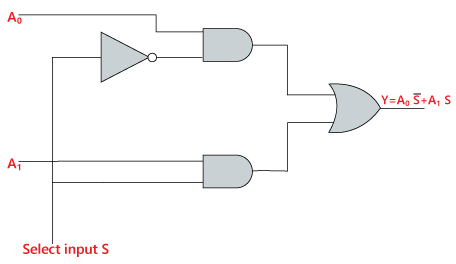 A₀
Y=A₀ S̅+A₁ S
A₁
Select input S